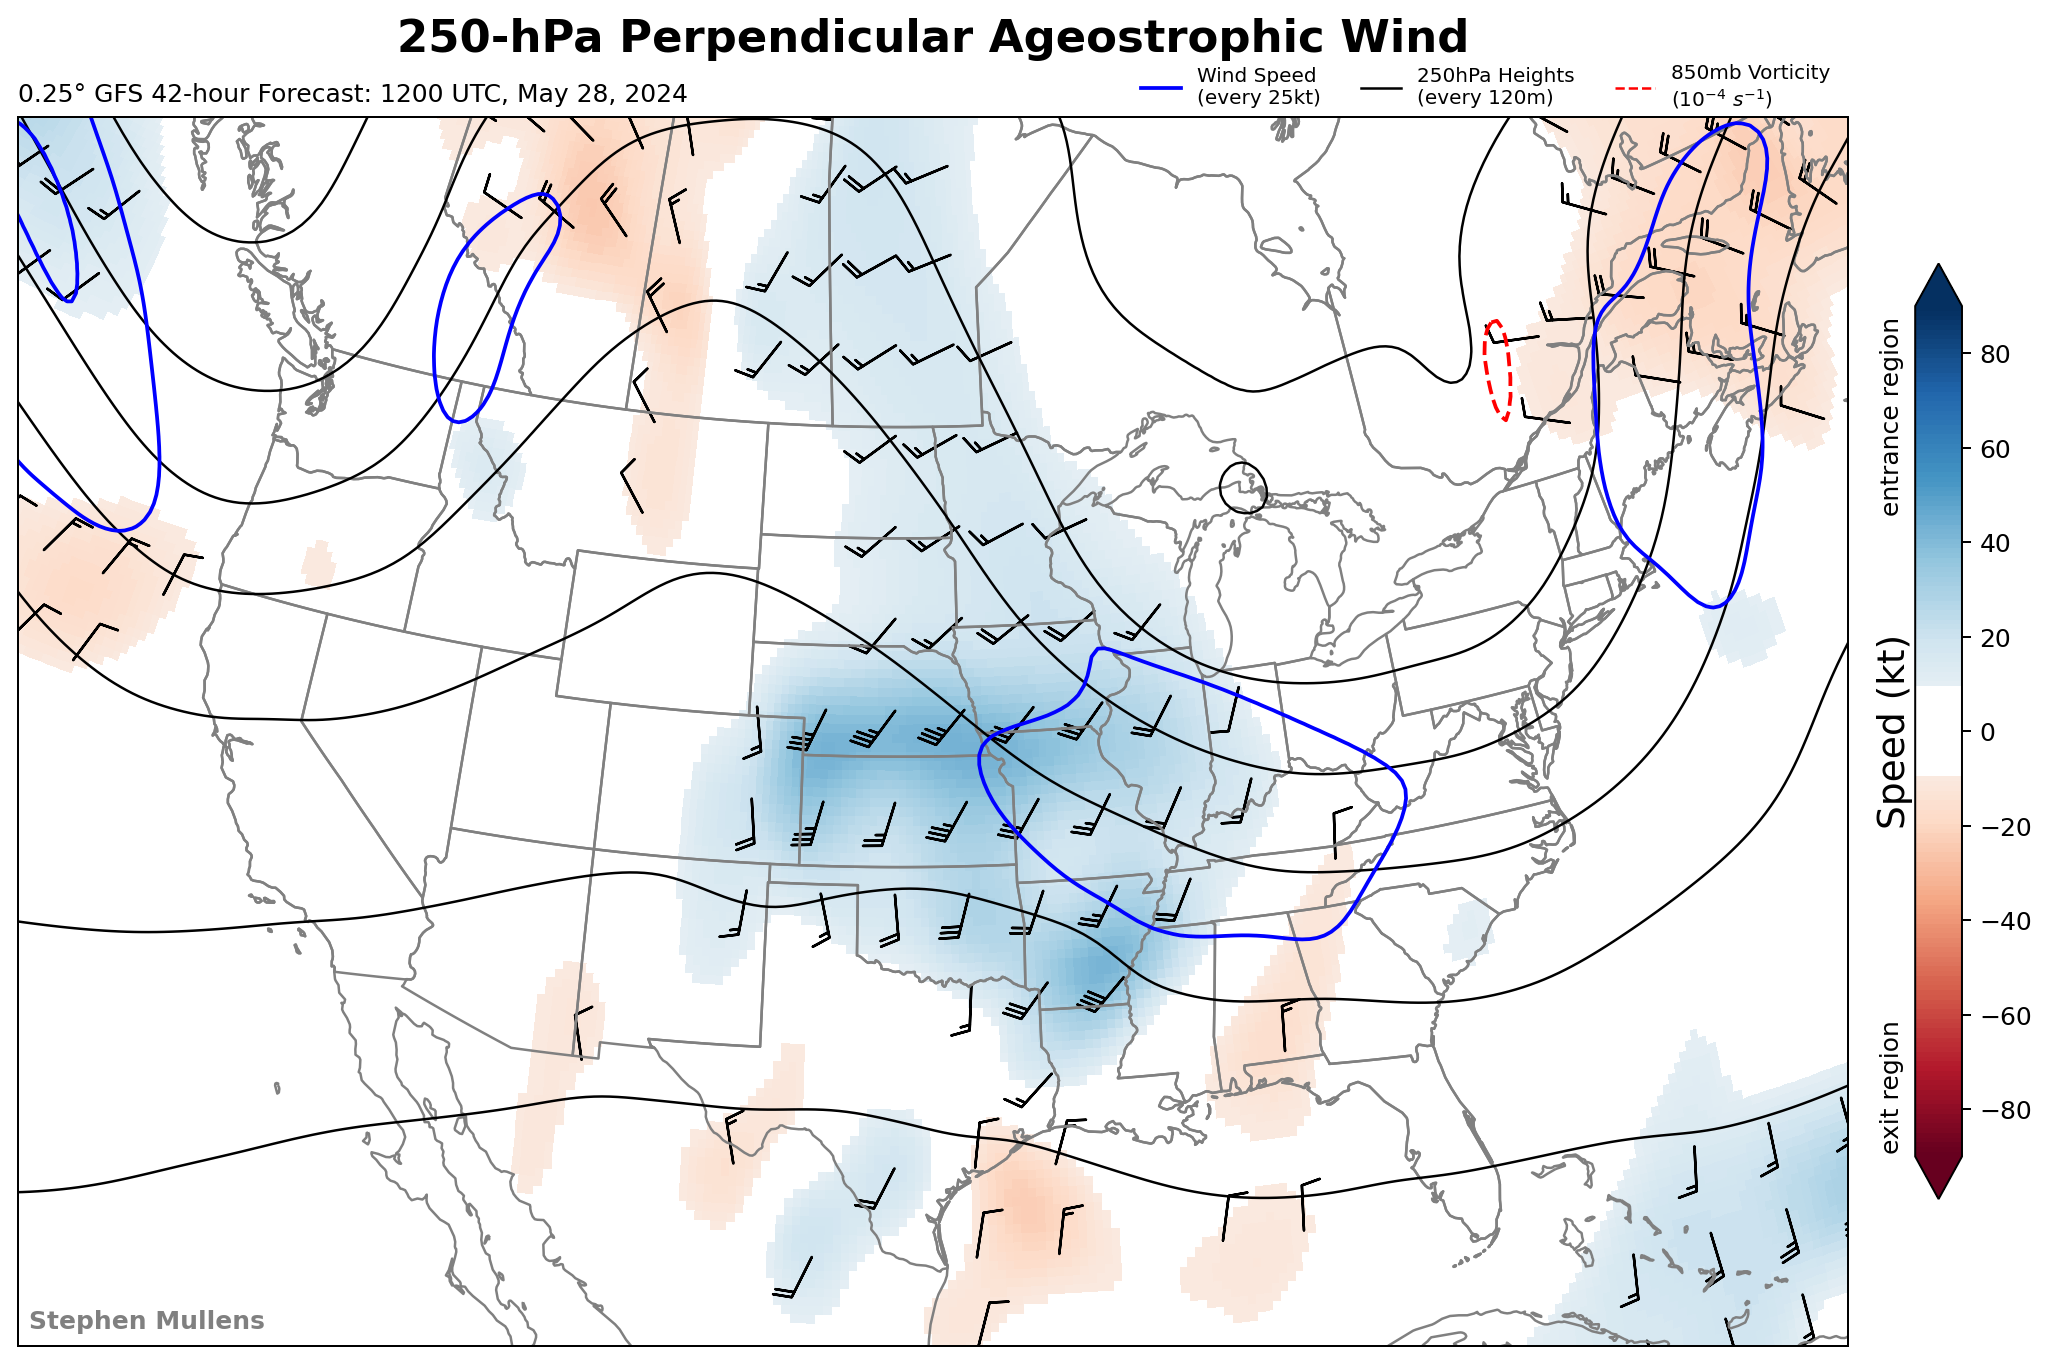 250-hPa Perpendicular Ageostrophic Wind
0.25° GFS 42-hour Forecast: 1200 UTC, May 28, 2024
Wind Speed
(every 25kt)
250hPa Heights
(every 120m)
850mb Vorticity
(10⁻⁴ s⁻¹)
entrance region
Speed (kt)
exit region
80
60
40
20
0
−20
−40
−60
−80
Stephen Mullens